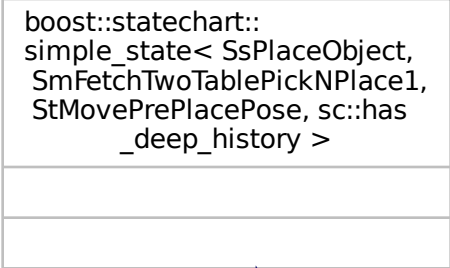 boost::statechart::
simple_state< SsPlaceObject,
SmFetchTwoTablePickNPlace1,
StMovePrePlacePose, sc::has
_deep_history >